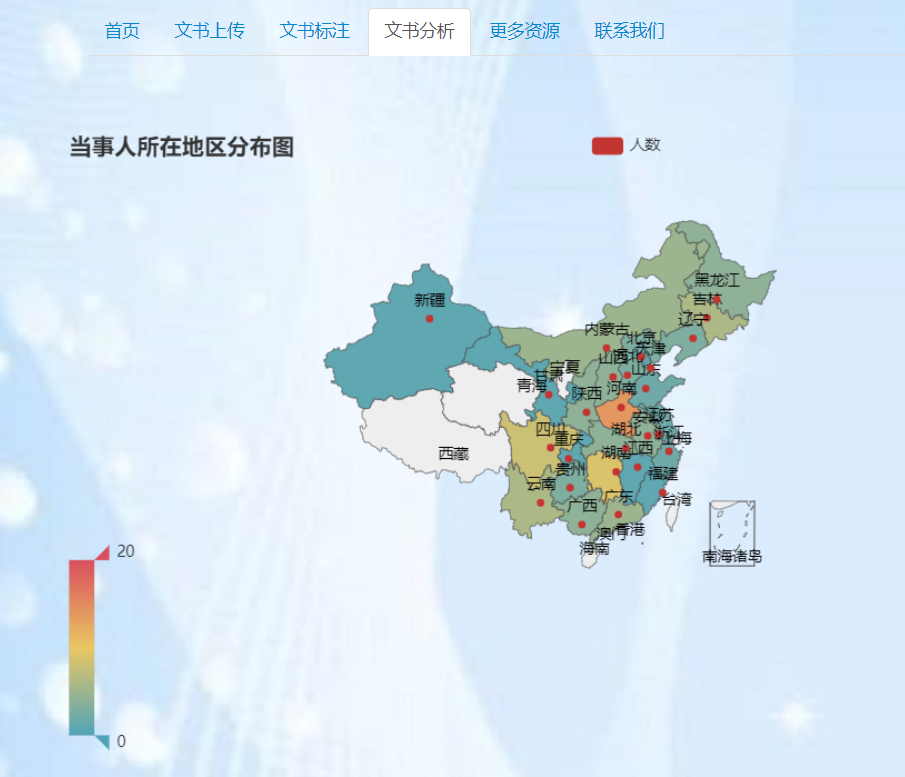 首页 文书上传 文书标注 文书分析 更多资源 联系我们
当事人所在地区分布图
人数
黑龙江
吉林
新疆
辽宁
内蒙古
北京
天津
山西 河北
宁夏
山东
甘肃
青海
河南
陕西
江苏
安徽
四川
湖北
浙江
上海
重庆
西藏
湖南
江西
贵州
福建
云南
广东
台湾
广西
香港
澳门
海南
南海诸岛
20
0